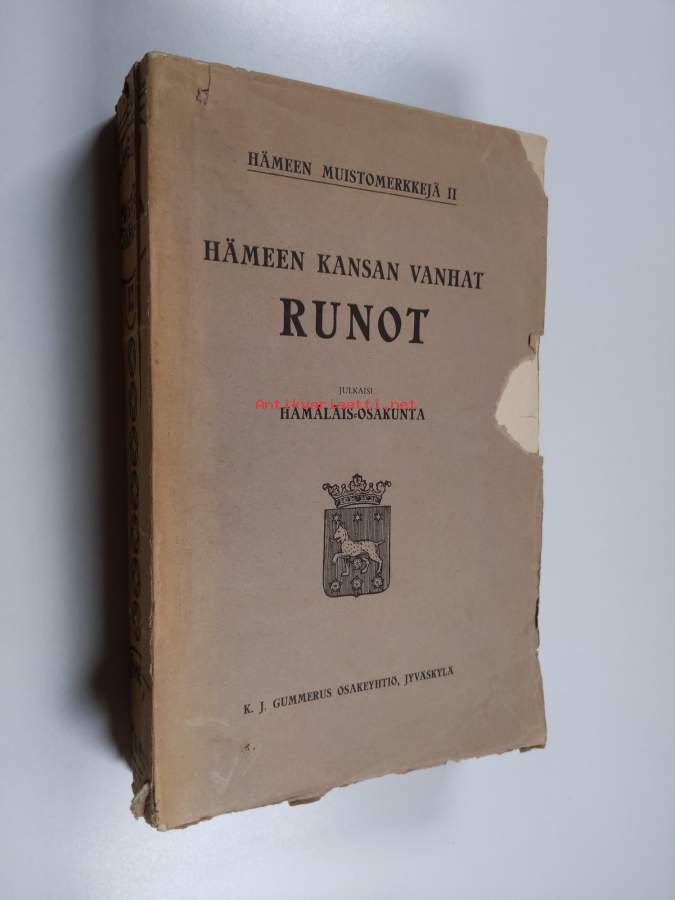 HÄMEEN MUISTOMERKKEJÄ II
HÄMEEN KANSAN VANHAT
RUNOT
JULKAISI
Antikvariaatti.net
HÄMÄLÄIS-OSAKUNTA
K. J. GUMMERUS OSAKEYHTIÖ, JYVÄSKYLÄ